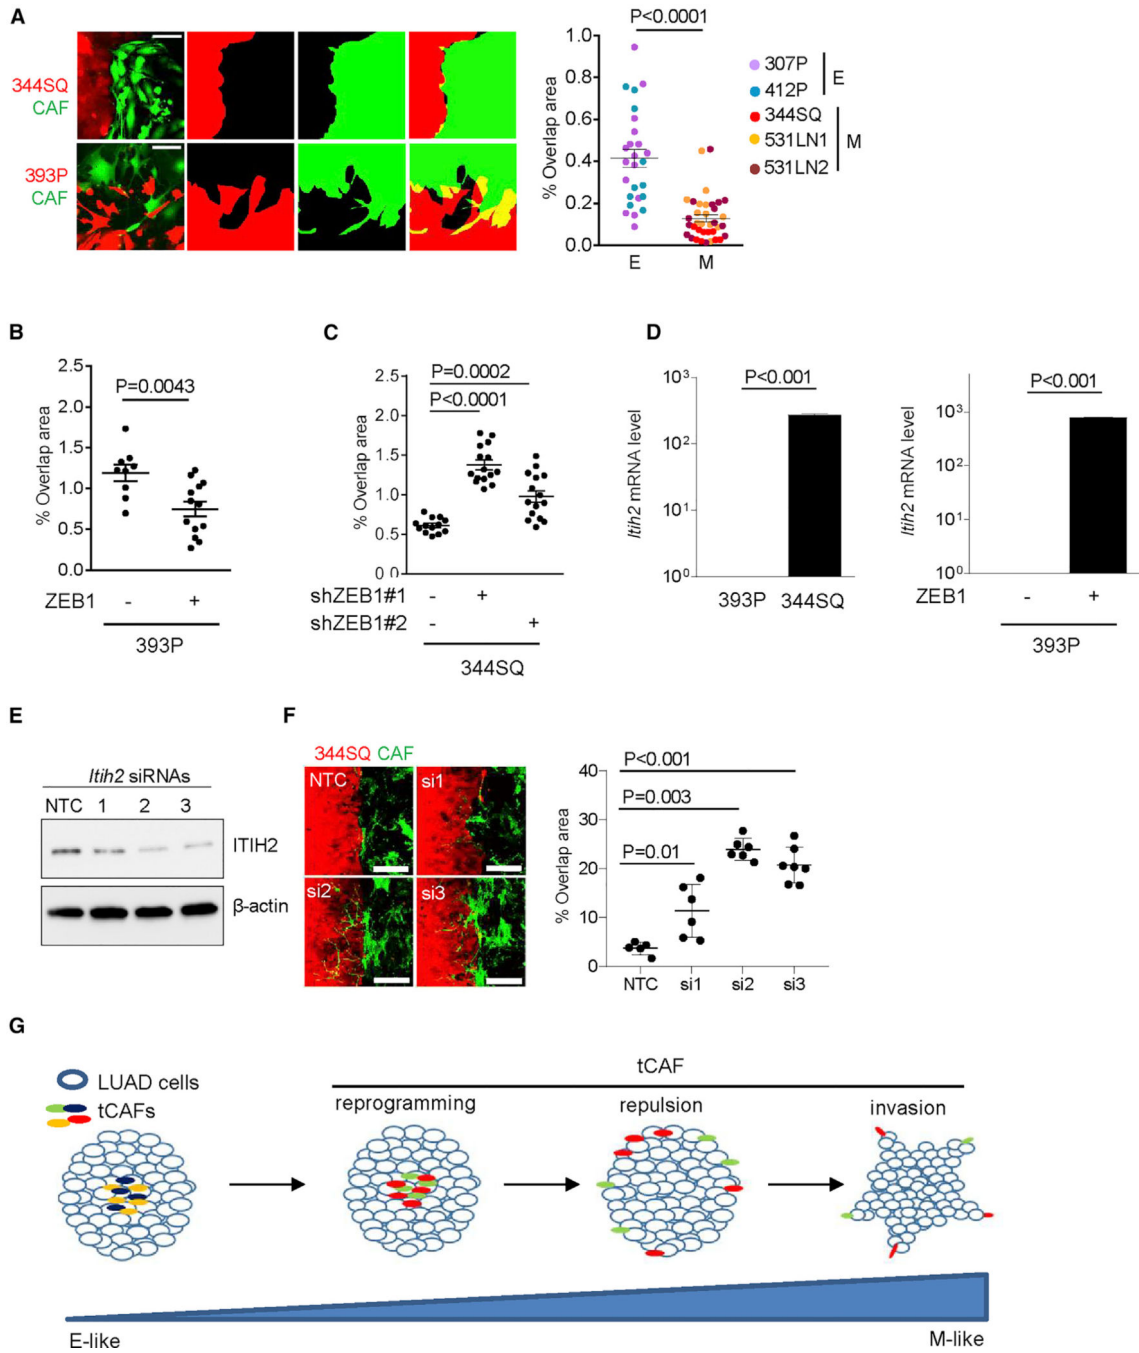 A
344SQ
CAF
393P
CAF
% Overlap area
1.0
0.8
0.6
0.4
0.2
0.0
P<0.0001
E
M
307P
412P
E
344SQ
531LN1
531LN2
M
B
% Overlap area
2.5
2.0
1.5
1.0
0.5
0.0
P=0.0043
ZEB1
-
+
393P
C
% Overlap area
2.5
2.0
1.5
1.0
0.5
0.0
P=0.0002
P<0.0001
shZEB1#1 - +
shZEB1#2 - +
344SQ
D
Itih2 mRNA level
10³
10²
10¹
10⁰
P<0.001
393P 344SQ
Itih2 mRNA level
10³
10²
10¹
10⁰
P<0.001
ZEB1 - +
393P
E
Itih2 siRNAs
NTC 1 2 3
ITIH2
β-actin
F
344SQ CAF
NTC
si1
si2
si3
% Overlap area
40
30
20
10
0
P<0.001
P=0.003
P=0.01
NTC si1 si2 si3
G
LUAD cells
tCAFs
tCAF
reprogramming
repulsion
invasion
E-like
M-like